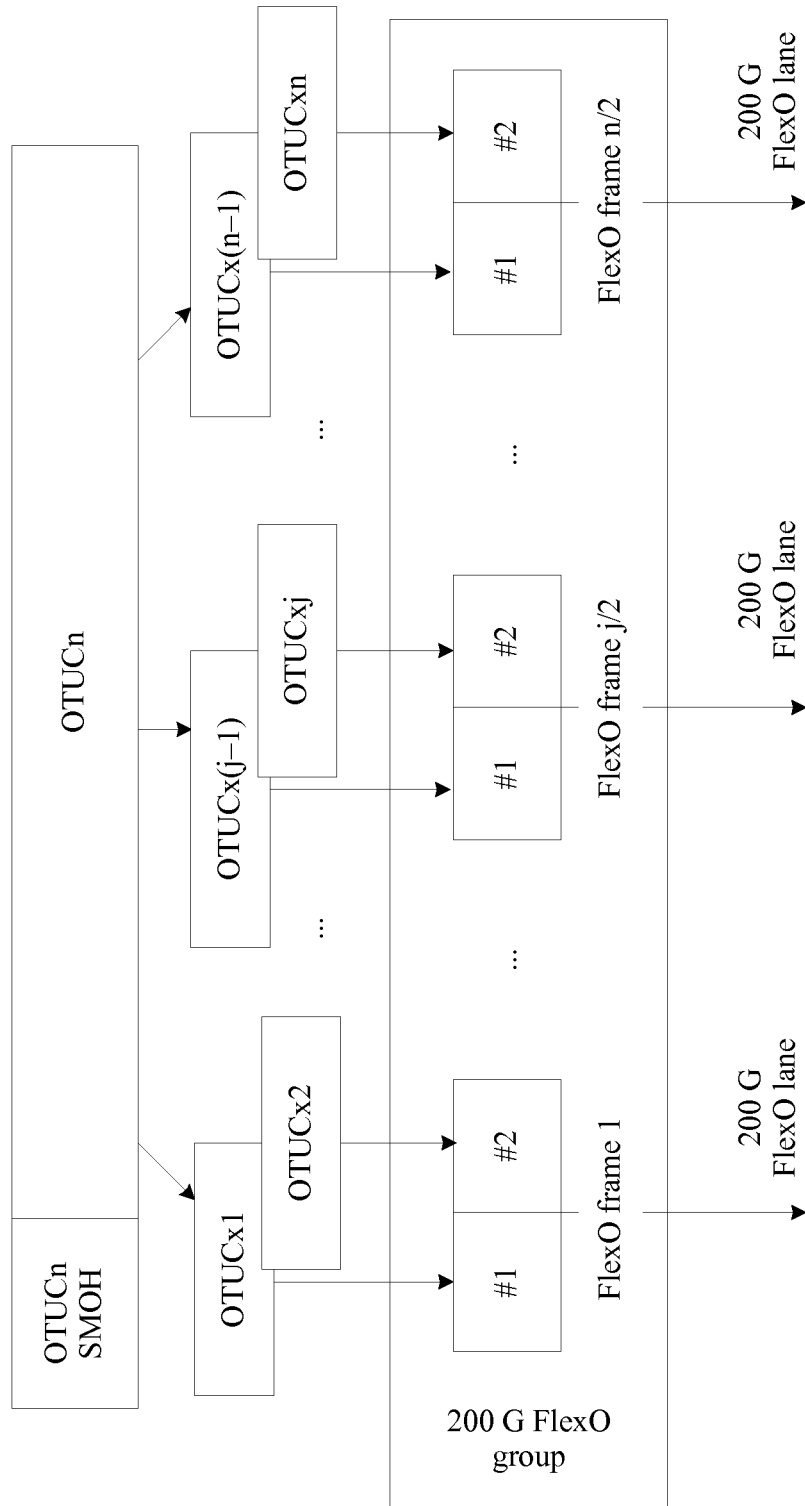 OTUCn
SMOH
OTUCn
OTUCx1
OTUCx2
...
OTUCx(j−1)
OTUCxj
...
OTUCx(n−1)
OTUCxn
200 G FlexO
group
#1
#2
FlexO frame 1
...
#1
#2
FlexO frame j/2
...
#1
#2
FlexO frame n/2
200 G
FlexO lane
200 G
FlexO lane
200 G
FlexO lane